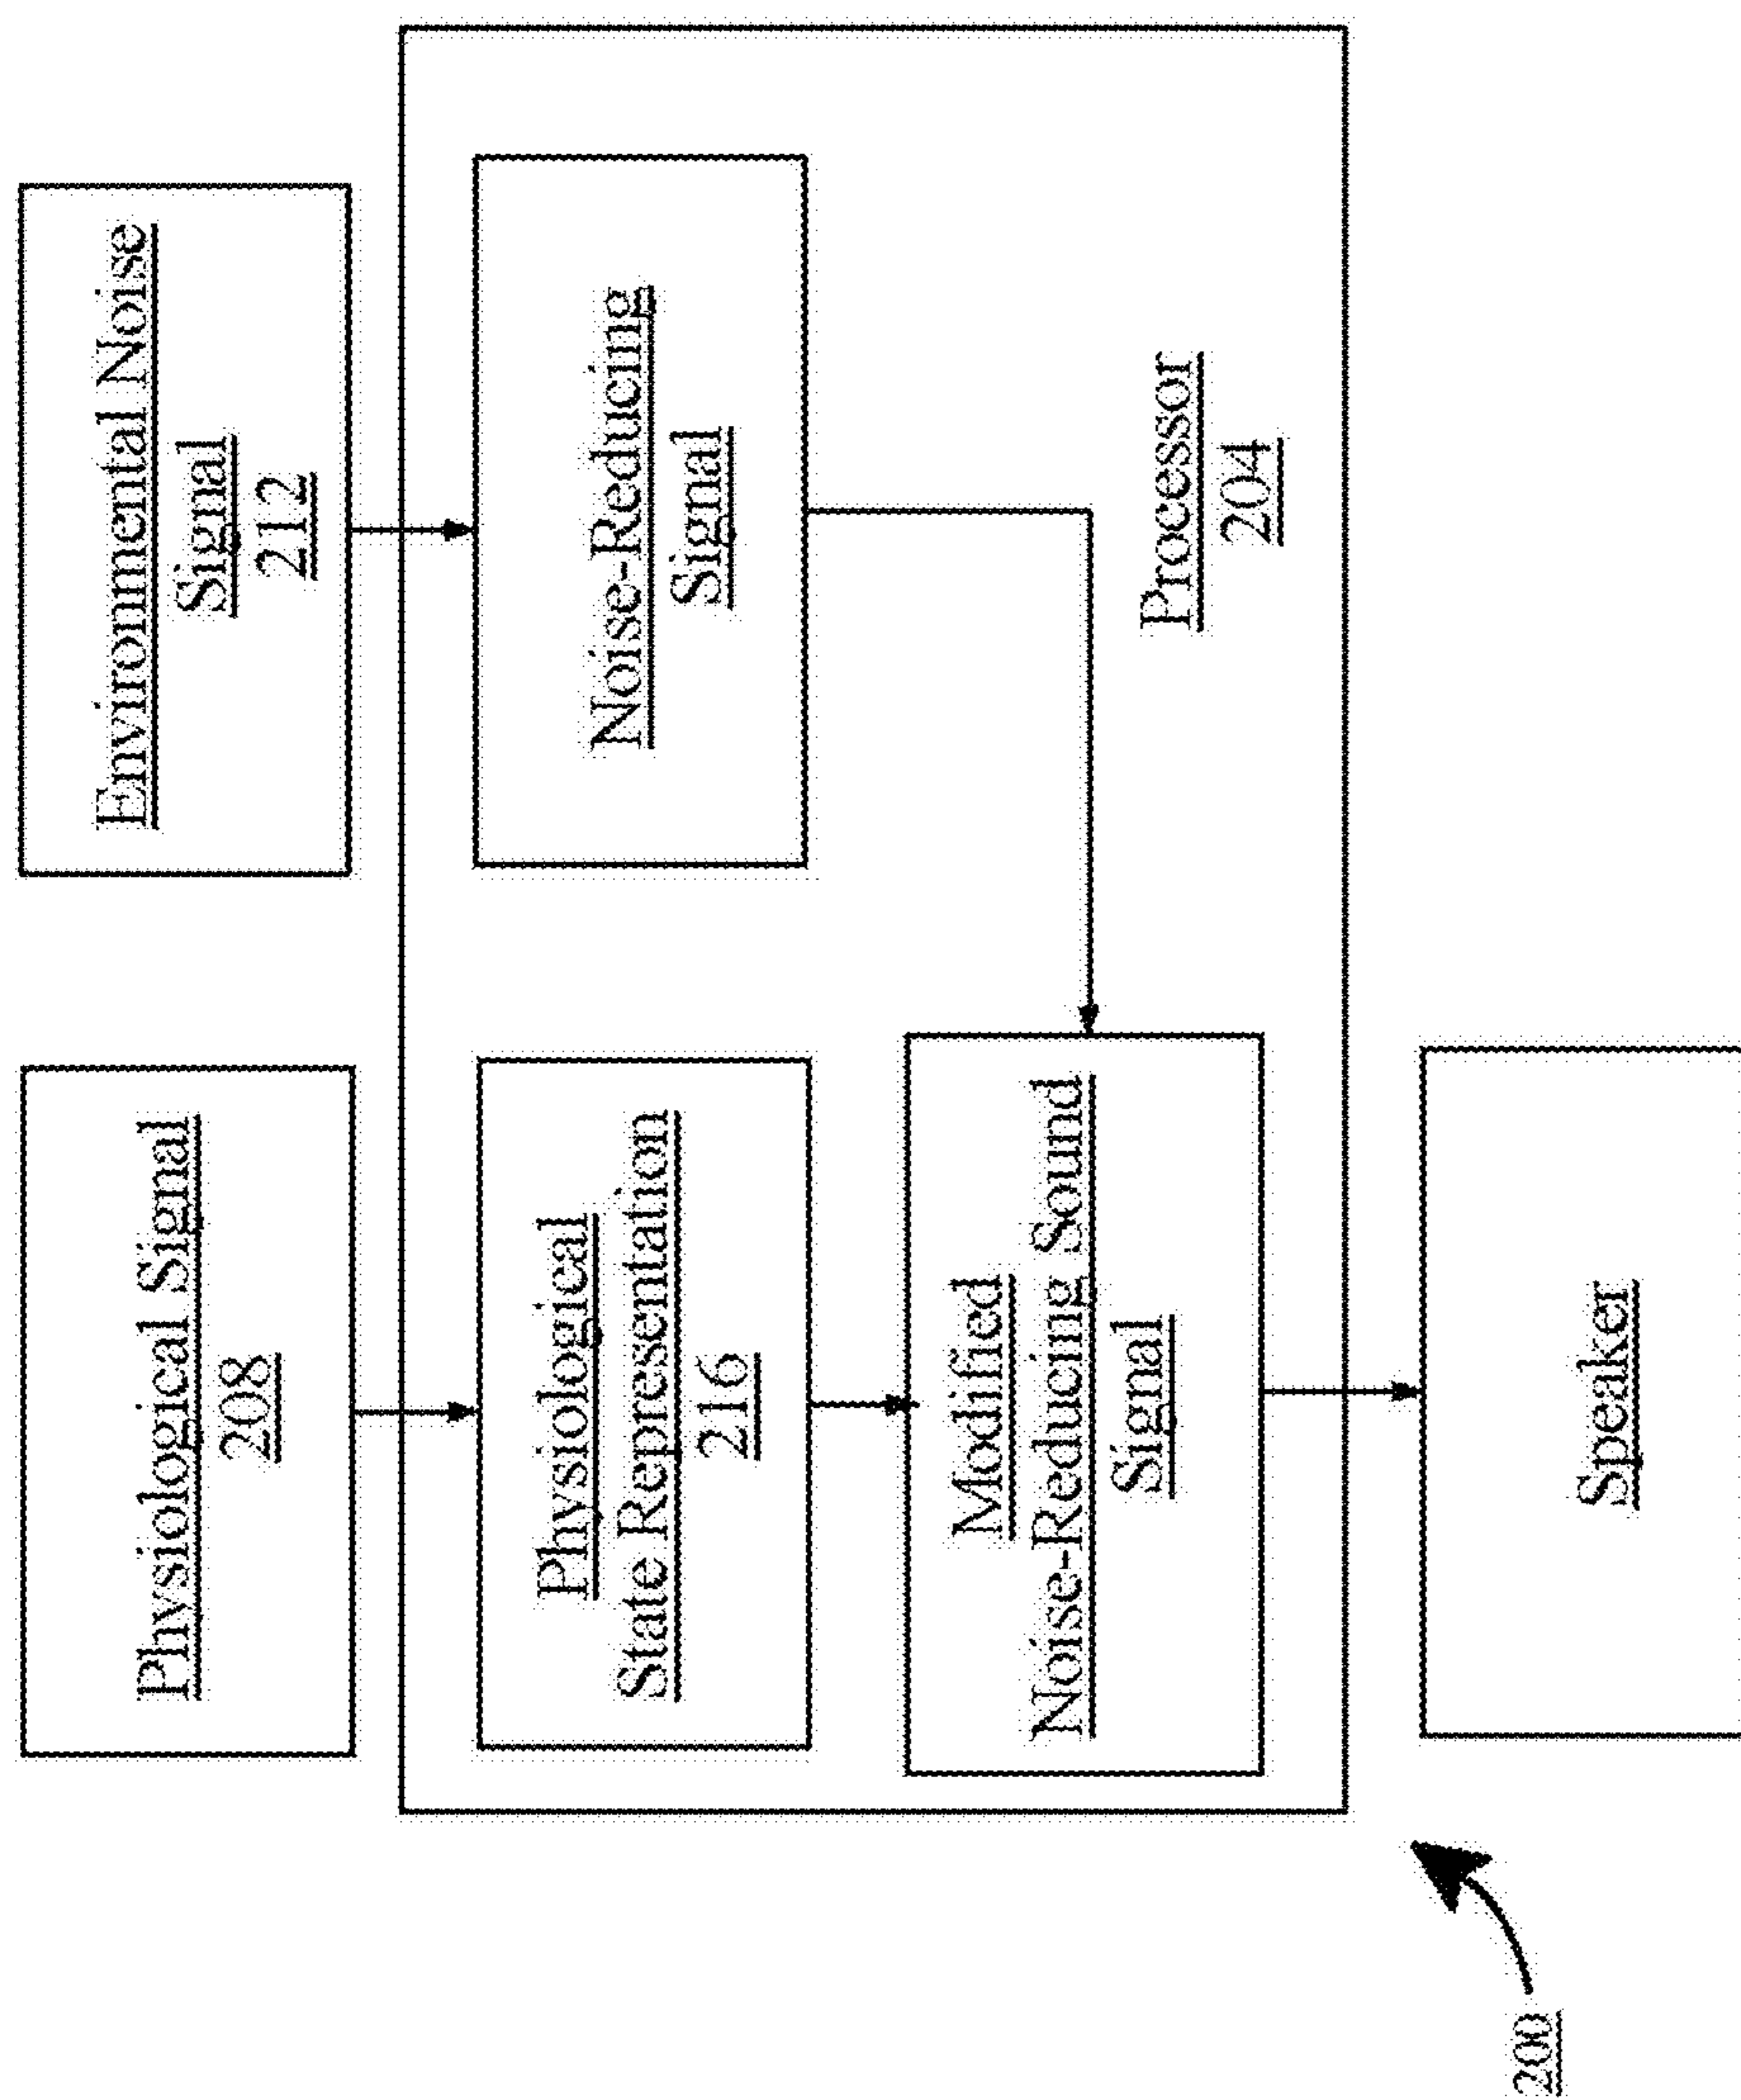 Physiological Signal
208
Environmental Noise
Signal
212
Physiological
State Representation
216
Noise-Reducing
Signal
Modified
Noise-Reducing Sound
Signal
Processor
204
Speaker
200